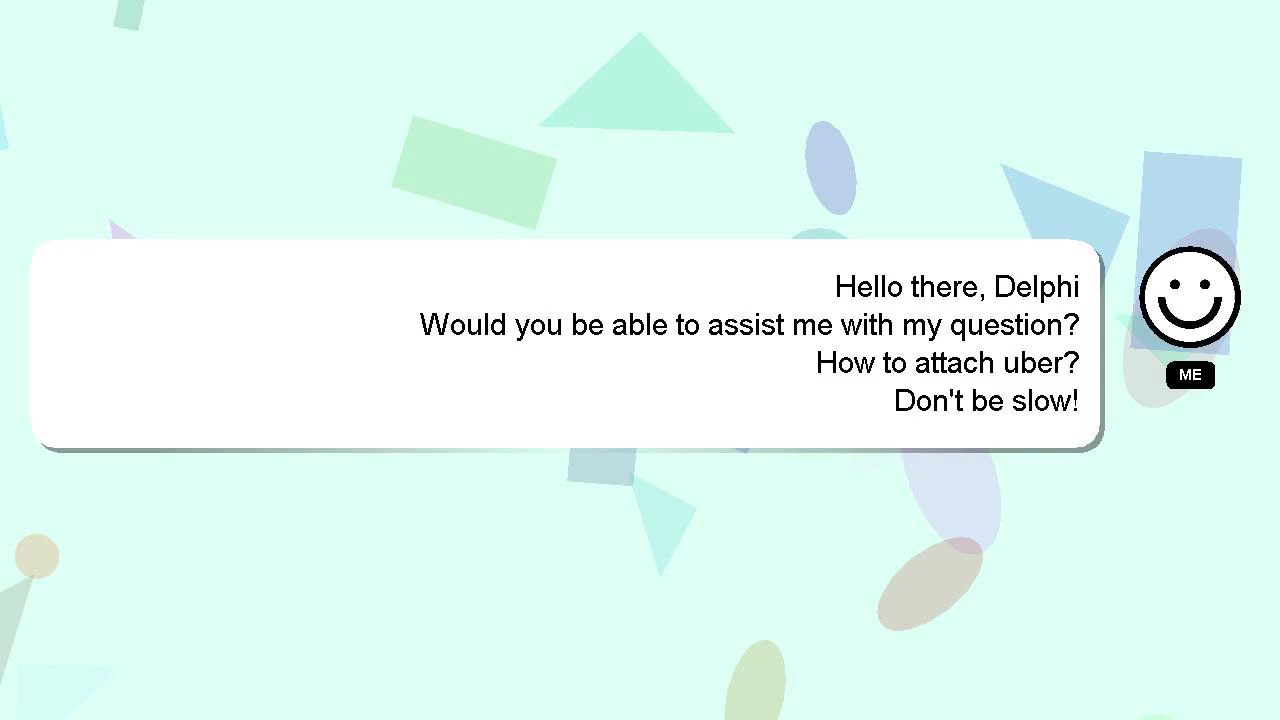 Hello there, Delphi
Would you be able to assist me with my question?
How to attach uber?
Don't be slow!
ME